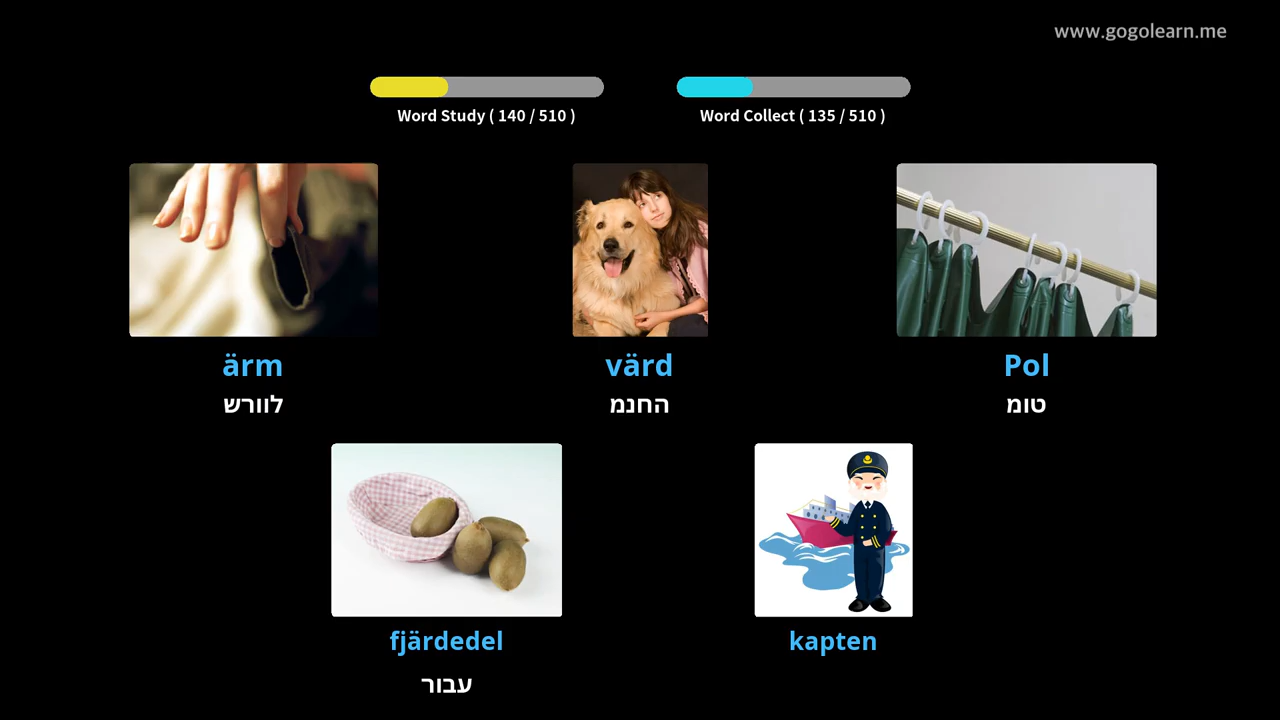 www.gogolearn.me
Word Study ( 140 / 510 )
Word Collect ( 135 / 510 )
ärm
לוורש
värd
החנמ
Pol
טומ
fjärdedel
עבור
kapten